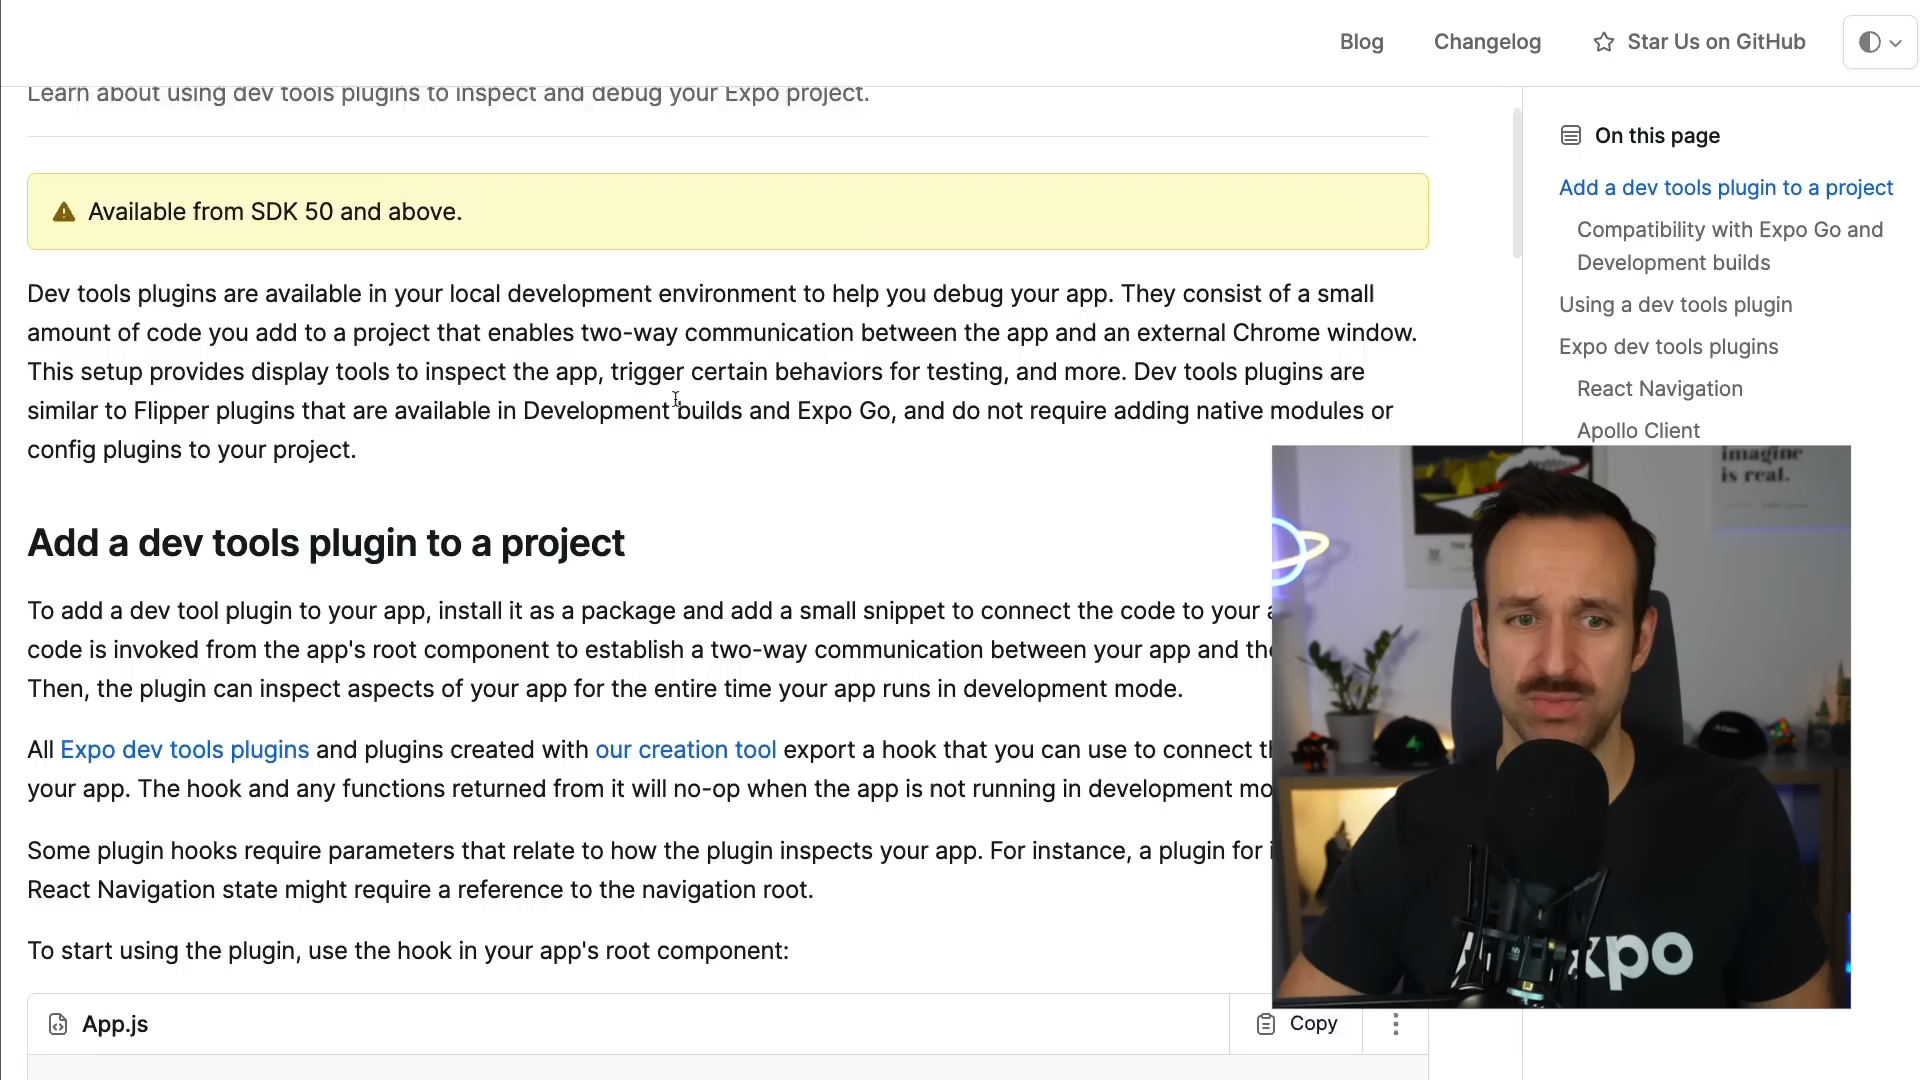 Blog
Changelog
Star Us on GitHub
Learn about using dev tools plugins to inspect and debug your Expo project.
Available from SDK 50 and above.
Dev tools plugins are available in your local development environment to help you debug your app. They consist of a small
amount of code you add to a project that enables two-way communication between the app and an external Chrome window.
This setup provides display tools to inspect the app, trigger certain behaviors for testing, and more. Dev tools plugins are
similar to Flipper plugins that are available in Development builds and Expo Go, and do not require adding native modules or
config plugins to your project.
Add a dev tools plugin to a project
To add a dev tool plugin to your app, install it as a package and add a small snippet to connect the code to your
code is invoked from the app's root component to establish a two-way communication between your app and
Then, the plugin can inspect aspects of your app for the entire time your app runs in development mode.
All Expo dev tools plugins and plugins created with our creation tool export a hook that you can use to connect
your app. The hook and any functions returned from it will no-op when the app is not running in development
Some plugin hooks require parameters that relate to how the plugin inspects your app. For instance, a plugin for
React Navigation state might require a reference to the navigation root.
To start using the plugin, use the hook in your app's root component:
App.js
Copy
On this page
Add a dev tools plugin to a project
Compatibility with Expo Go and
Development builds
Using a dev tools plugin
Expo dev tools plugins
React Navigation
Apollo Client
imagine
is real.
xpo